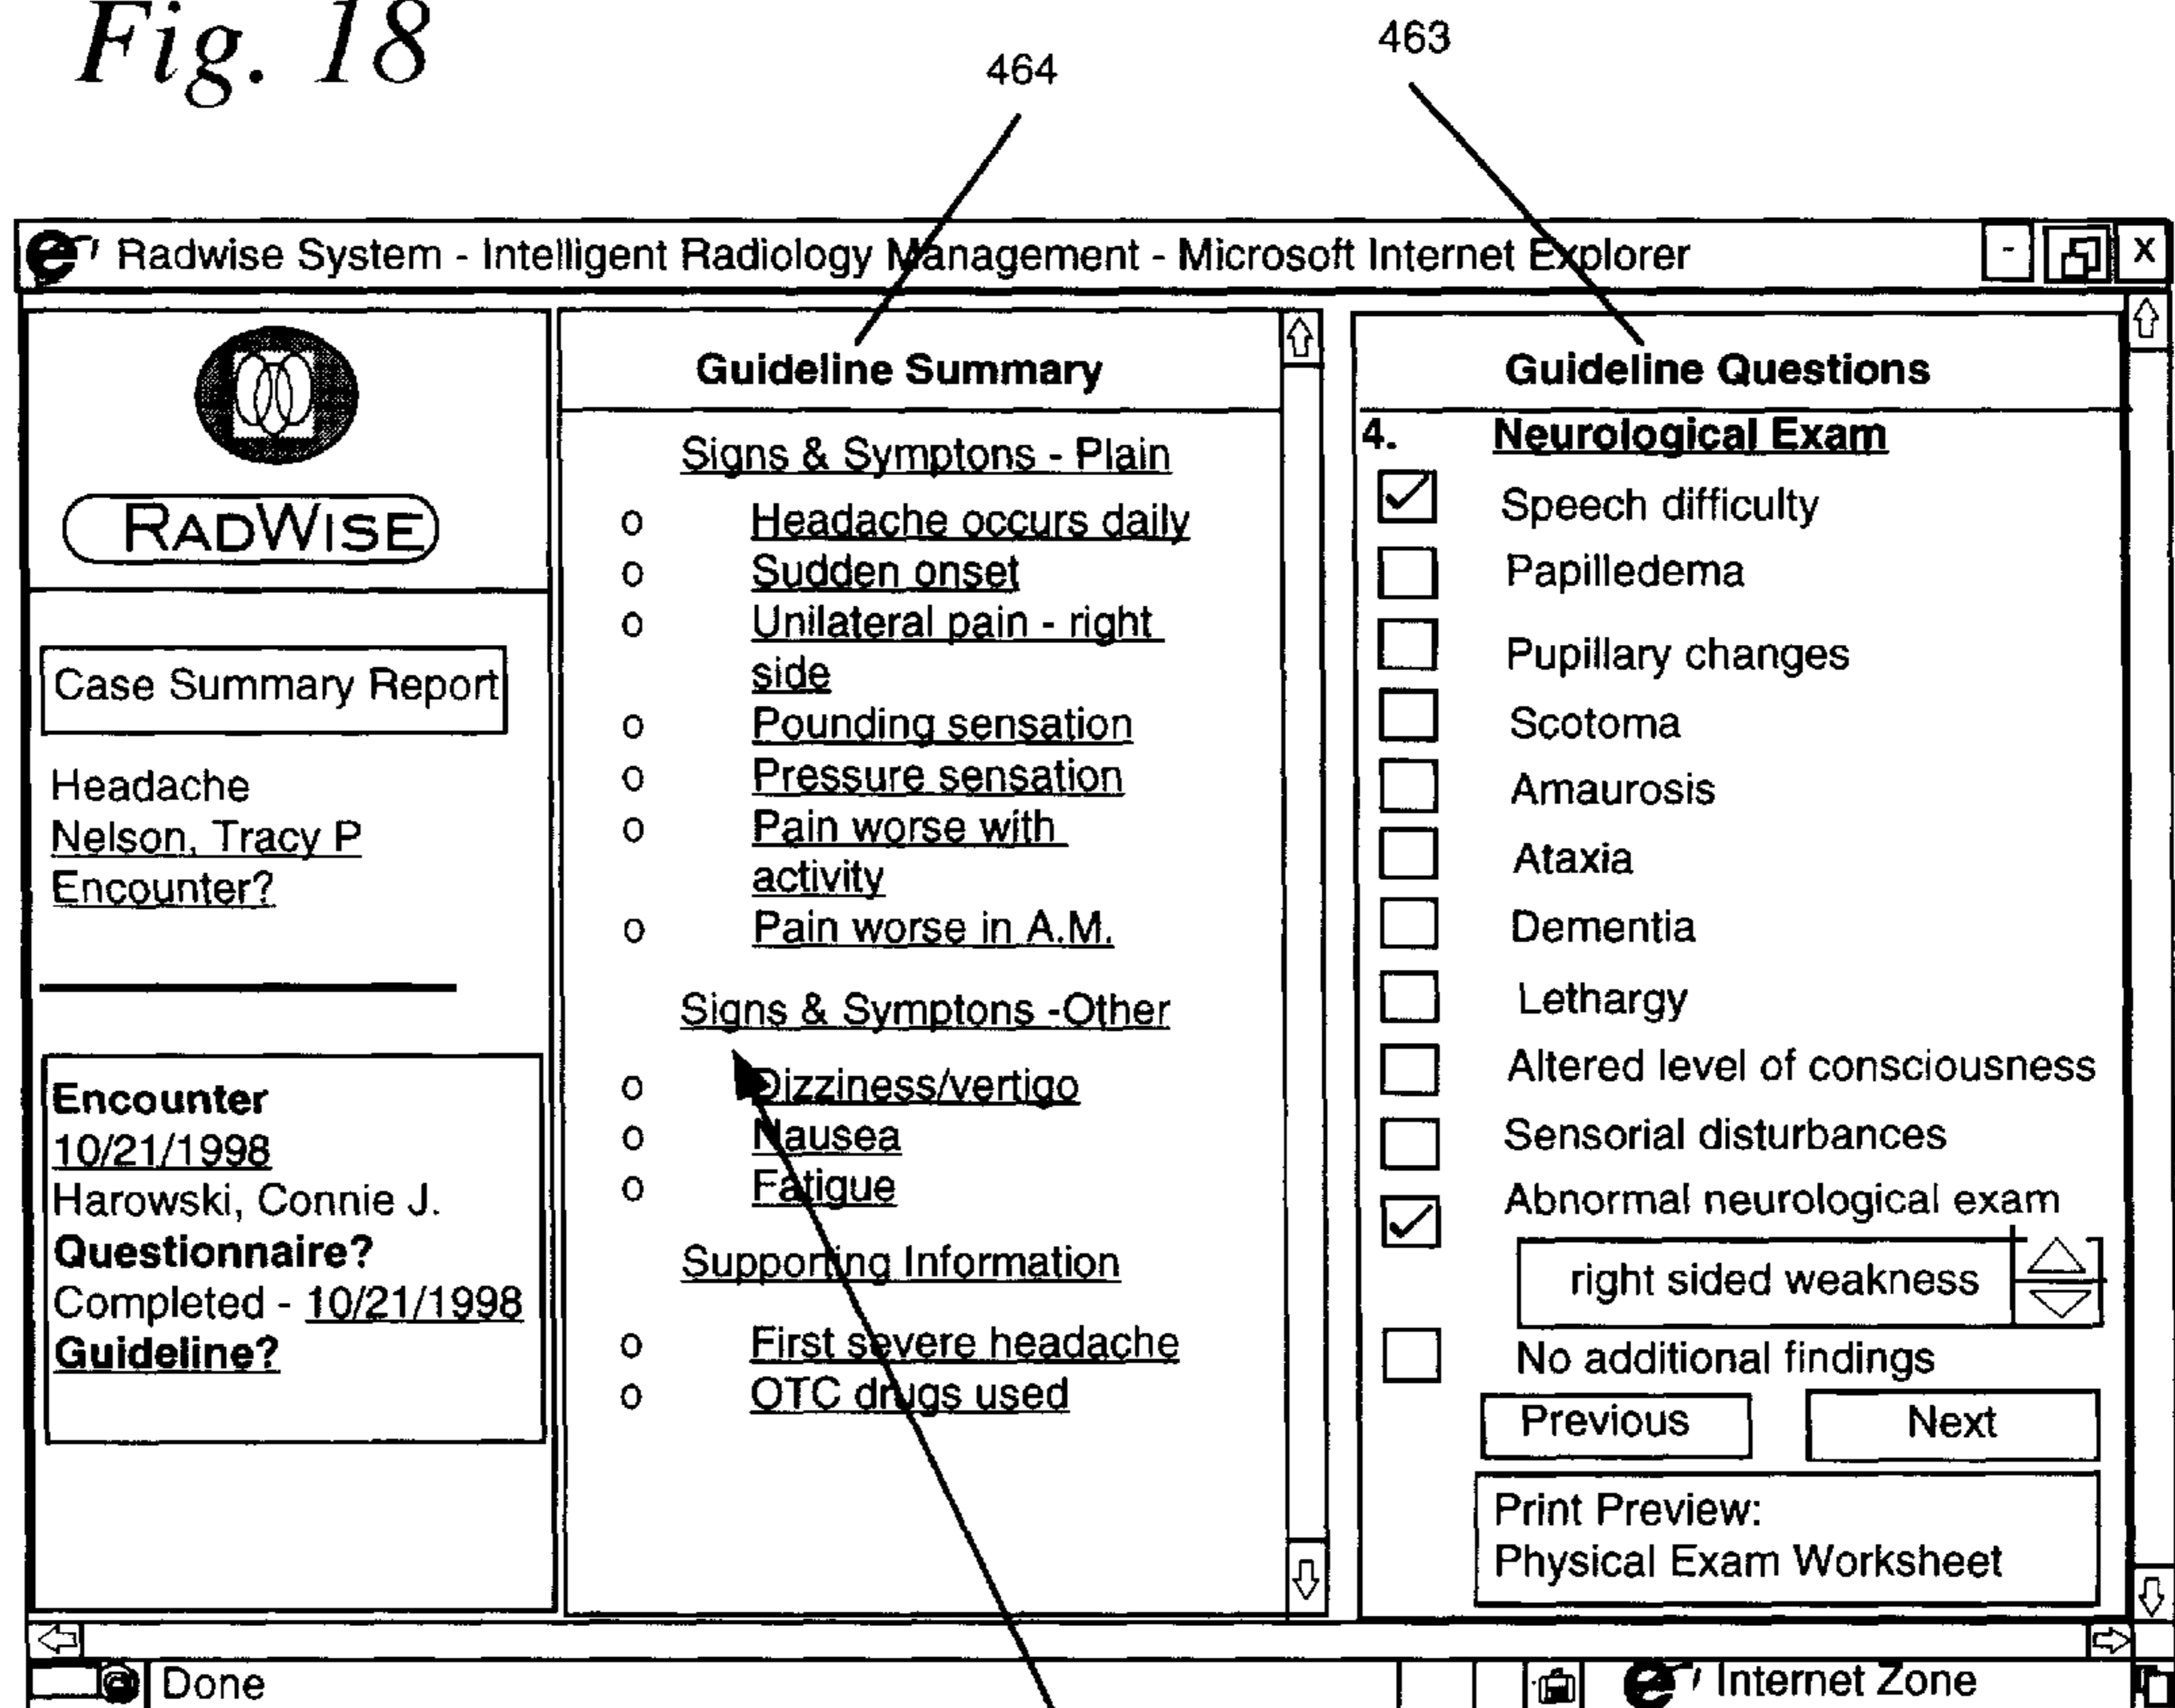 Fig. 18
464
463
Radwise System - Intelligent Radiology Management - Microsoft Internet Explorer
- X
RADWISE
Case Summary Report
Headache
Nelson, Tracy P
Encounter?
Encounter
10/21/1998
Harowski, Connie J.
Questionnaire?
Completed - 10/21/1998
Guideline?
Guideline Summary
Signs & Symptons - Plain
o Headache occurs daily
o Sudden onset
o Unilateral pain - right
side
o Pounding sensation
o Pressure sensation
o Pain worse with
activity
o Pain worse in A.M.
Signs & Symptons -Other
o Dizziness/vertigo
o Nausea
o Fatigue
Supporting Information
o First severe headache
o OTC drugs used
Guideline Questions
4. Neurological Exam
Speech difficulty
Papilledema
Pupillary changes
Scotoma
Amaurosis
Ataxia
Dementia
Lethargy
Altered level of consciousness
Sensorial disturbances
Abnormal neurological exam
right sided weakness
No additional findings
Previous
Next
Print Preview:
Physical Exam Worksheet
Done
Internet Zone